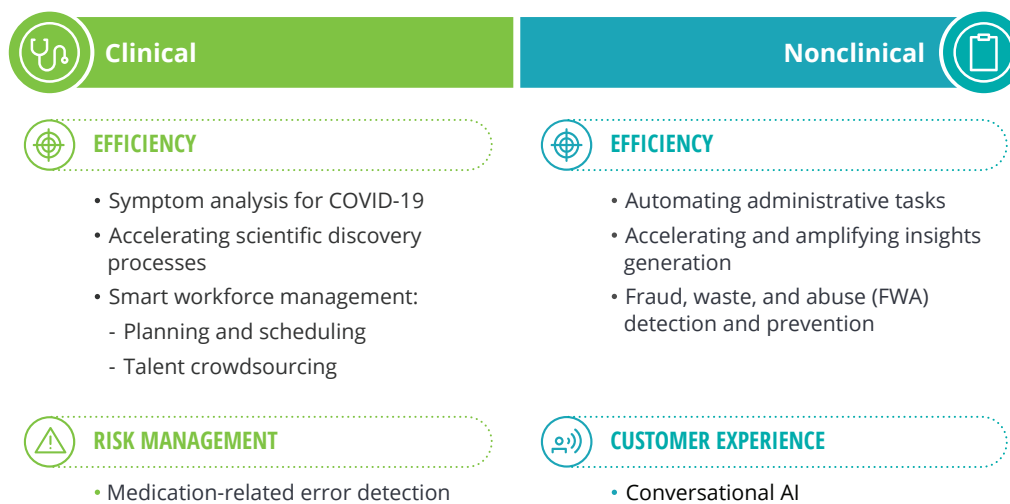 Clinical
EFFICIENCY
• Symptom analysis for COVID-19
• Accelerating scientific discovery
processes
• Smart workforce management:
- Planning and scheduling
- Talent crowdsourcing
RISK MANAGEMENT
• Medication-related error detection
Nonclinical
EFFICIENCY
• Automating administrative tasks
• Accelerating and amplifying insights
generation
• Fraud, waste, and abuse (FWA)
detection and prevention
CUSTOMER EXPERIENCE
• Conversational AI